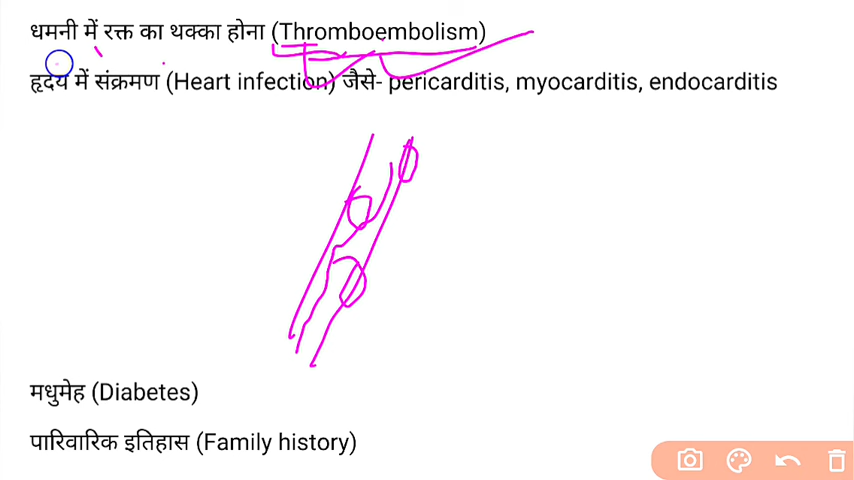 धमनी में रक्त का थक्का होना (Thromboembolism)
हृदय में संक्रमण (Heart infection) जैसे- pericarditis, myocarditis, endocarditis
मधुमेह (Diabetes)
पारिवारिक इतिहास (Family history)